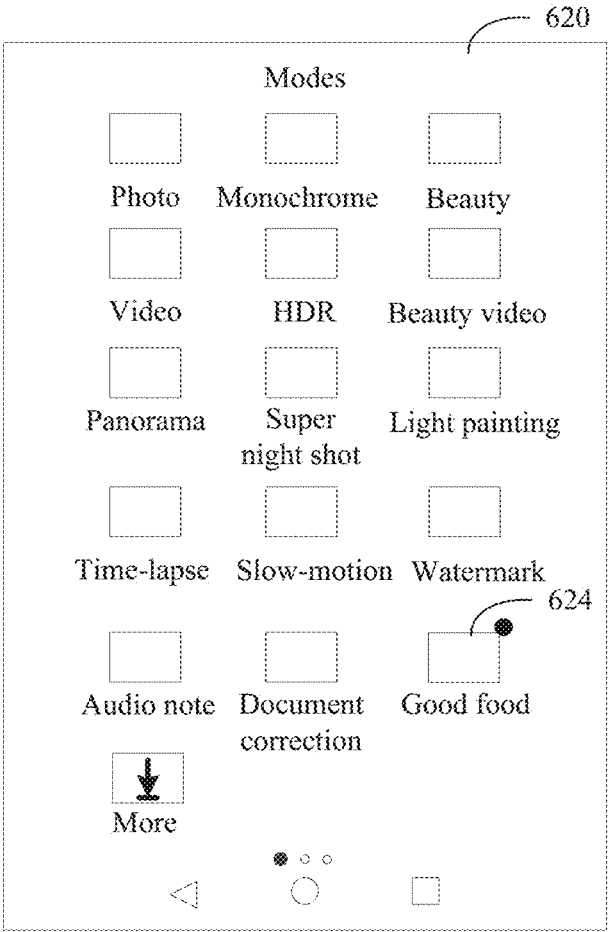 620
Modes
Photo Monochrome Beauty
Video HDR Beauty video
Panorama Super Light painting
night shot
Time-lapse Slow-motion Watermark
624
Audio note Document Good food
correction
More